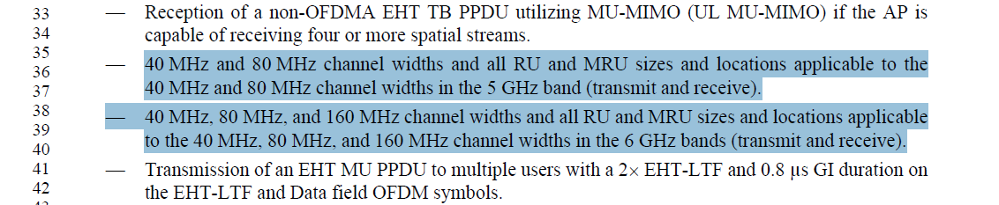 33 — Reception of a non-OFDMA EHT TB PPDU utilizing MU-MIMO (UL MU-MIMO) if the AP is
34 capable of receiving four or more spatial streams.
35
36 — 40 MHz and 80 MHz channel widths and all RU and MRU sizes and locations applicable to the
37 40 MHz and 80 MHz channel widths in the 5 GHz band (transmit and receive).
38 — 40 MHz, 80 MHz, and 160 MHz channel widths and all RU and MRU sizes and locations applicable
39
40 to the 40 MHz, 80 MHz, and 160 MHz channel widths in the 6 GHz bands (transmit and receive).
41 — Transmission of an EHT MU PPDU to multiple users with a 2× EHT-LTF and 0.8 µs GI duration on
42 the EHT-LTF and Data field OFDM symbols.